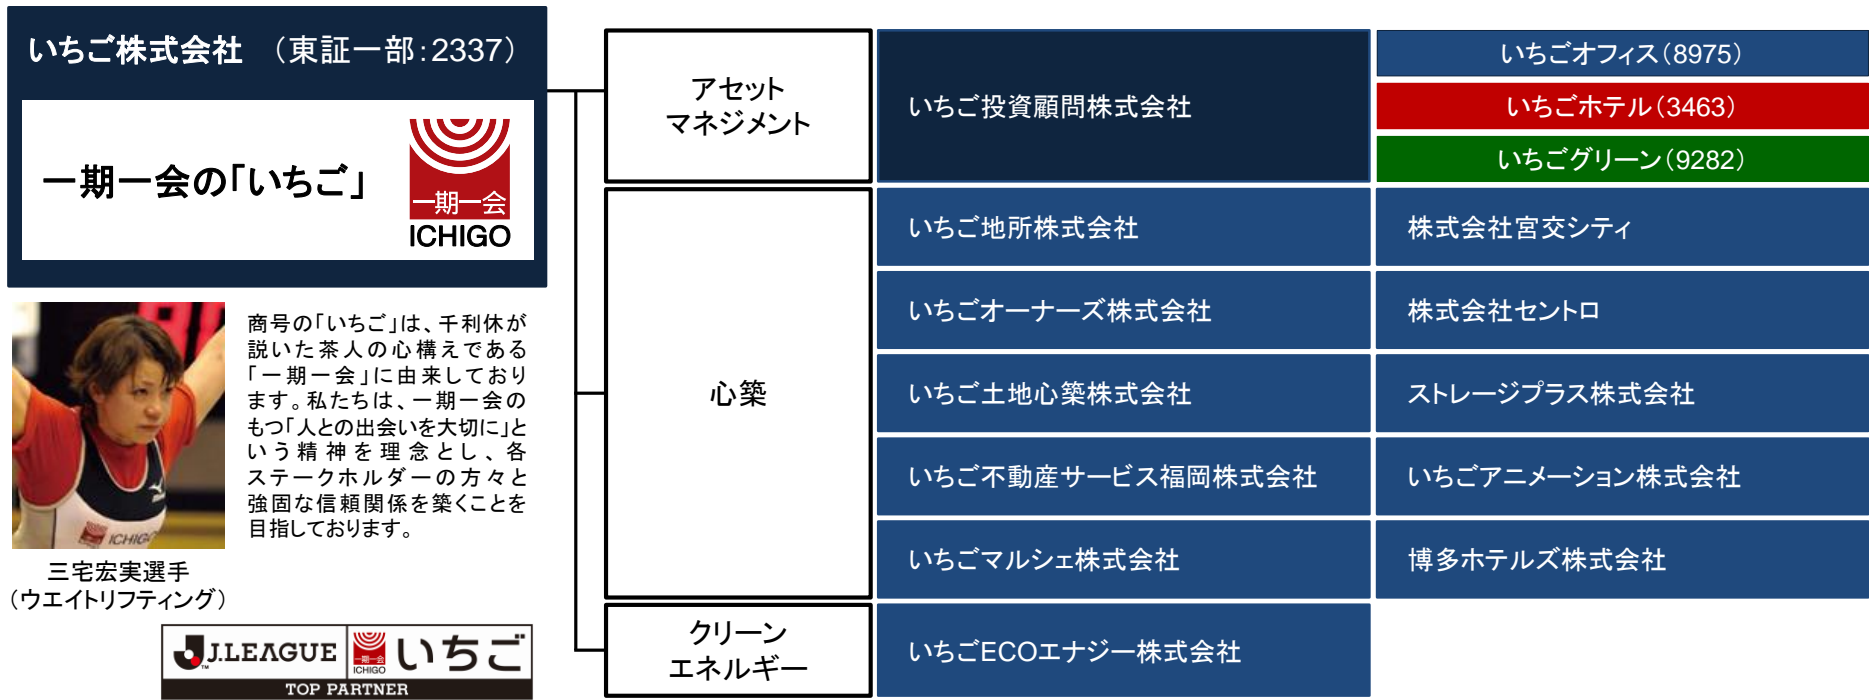 いちご株式会社 （東証一部：2337）
一期一会の「いちご」
一期一会
ICHIGO
商号の「いちご」は、千利休が
説いた茶人の心構えである
「一期一会」に由来しており
ます。私たちは、一期一会の
もつ「人との出会いを大切に」と
いう精神を理念とし、各
ステークホルダーの方々と
強固な信頼関係を築くことを
目指しております。
ICHIGO
三宅宏実選手
（ウエイトリフティング）
J.LEAGUE
TM
一期一会
ICHIGO
いちご
TOP PARTNER
アセット
マネジメント
いちご投資顧問株式会社
いちごオフィス（8975）
いちごホテル（3463）
いちごグリーン（9282）
心築
いちご地所株式会社
株式会社宮交シティ
いちごオーナーズ株式会社
株式会社セントロ
いちご土地心築株式会社
ストレージプラス株式会社
いちご不動産サービス福岡株式会社
いちごアニメーション株式会社
いちごマルシェ株式会社
博多ホテルズ株式会社
クリーン
エネルギー
いちごECOエナジー株式会社